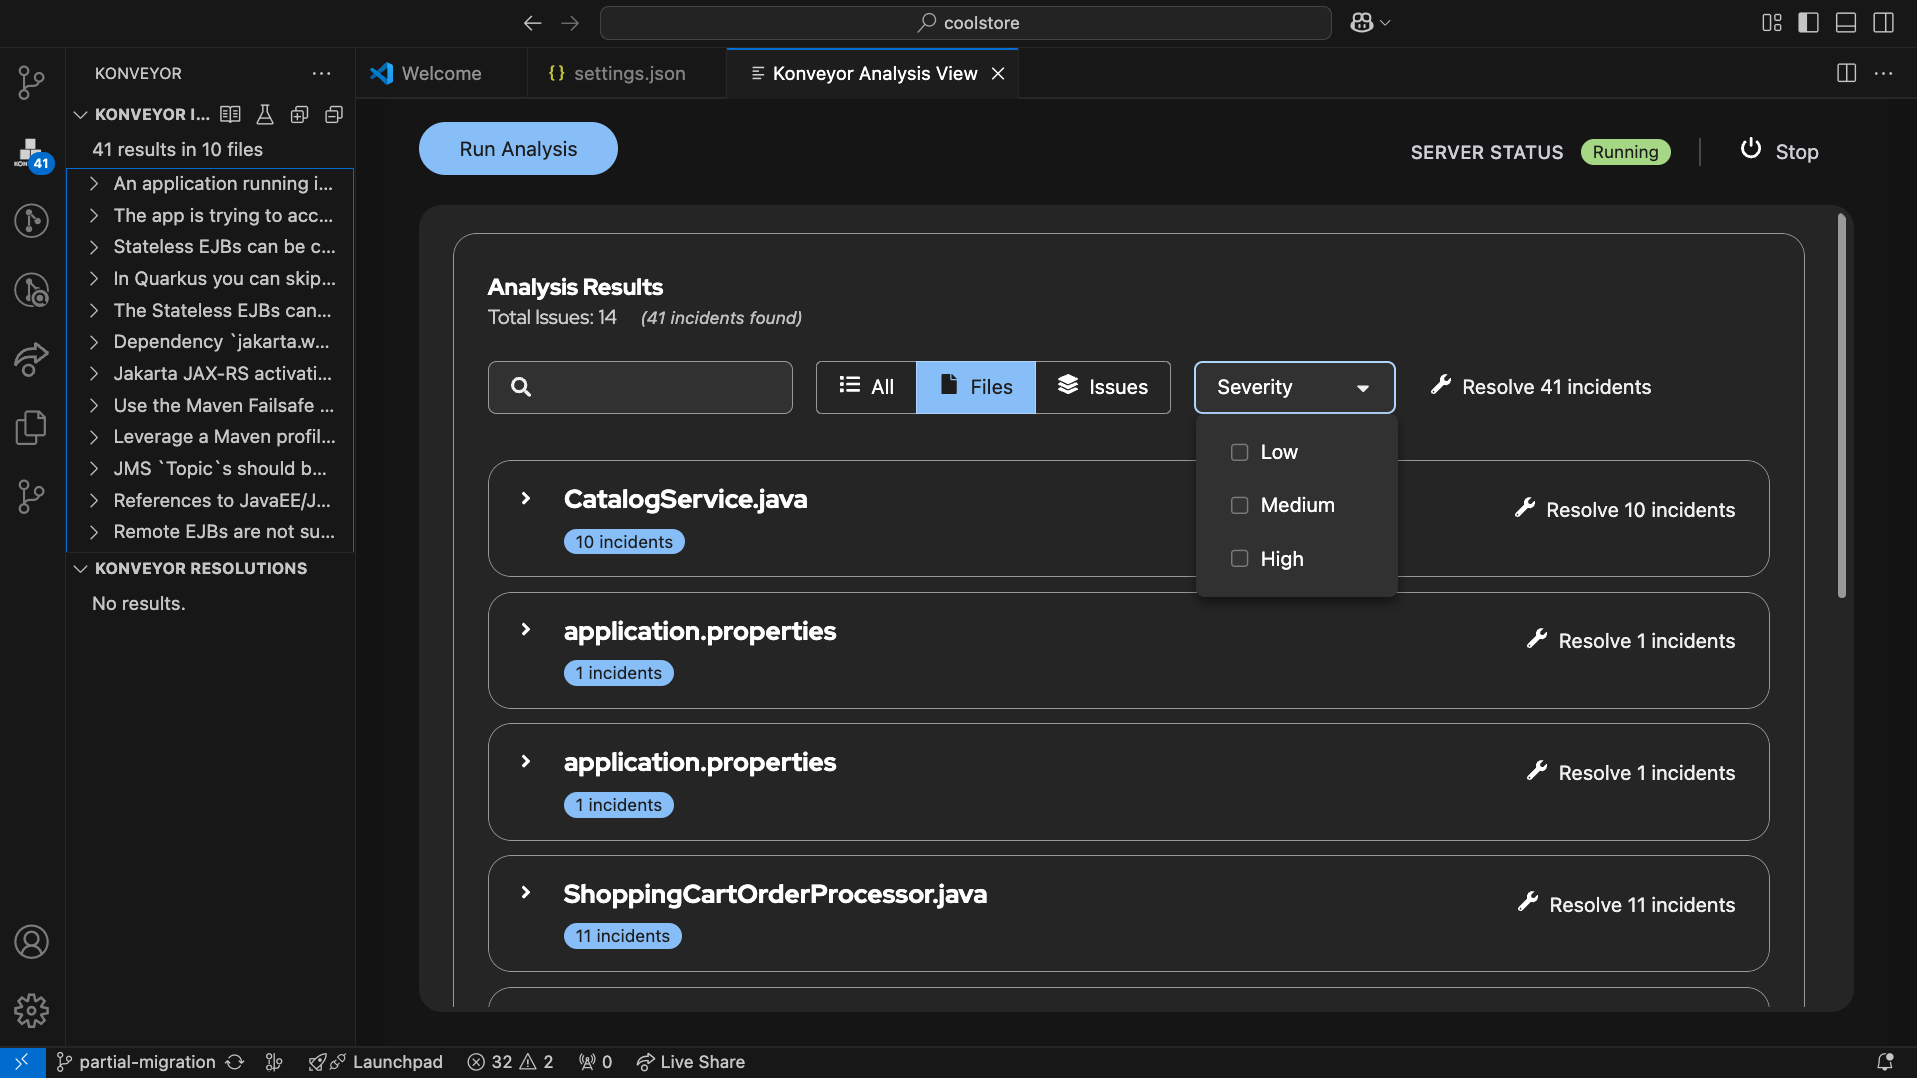 coolstore
KONVEYOR
Welcome
{} settings.json
Konveyor Analysis View
KONVEYOR I...
41 results in 10 files
41
An application running i...
The app is trying to acc...
Stateless EJBs can be c...
In Quarkus you can skip...
The Stateless EJBs can...
Dependency `jakarta.w...
Jakarta JAX-RS activati...
Use the Maven Failsafe ...
Leverage a Maven profil...
JMS `Topic`s should b...
References to JavaEE/J...
Remote EJBs are not su...
KONVEYOR RESOLUTIONS
No results.
Run Analysis
SERVER STATUS Running
Stop
Analysis Results
Total Issues: 14 (41 incidents found)
All Files Issues
Severity
Resolve 41 incidents
Low
Medium
High
CatalogService.java
10 incidents
Resolve 10 incidents
application.properties
1 incidents
Resolve 1 incidents
application.properties
1 incidents
Resolve 1 incidents
ShoppingCartOrderProcessor.java
11 incidents
Resolve 11 incidents
partial-migration Launchpad 32 2 0 Live Share